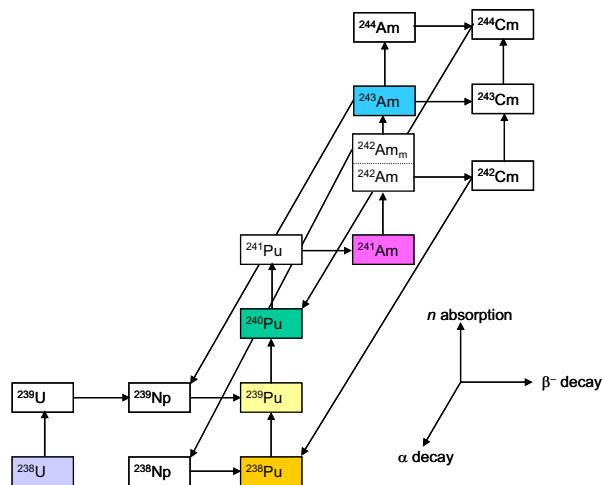 ²⁴⁴Am ²⁴⁴Cm
²⁴³Am ²⁴³Cm
²⁴²Amₘ
²⁴²Am ²⁴²Cm
²⁴¹Pu ²⁴¹Am
²⁴⁰Pu
n absorption
β⁻ decay
²³⁹U ²³⁹Np ²³⁹Pu
α decay
²³⁸U ²³⁸Np ²³⁸Pu